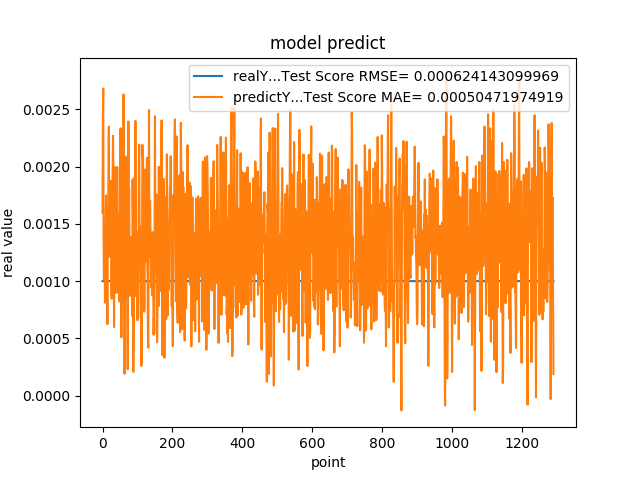 model predict
realY...Test Score RMSE= 0.000624143099969
predictY...Test Score MAE= 0.00050471974919
0.0025
0.0020
0.0015
0.0010
0.0005
0.0000
real value
0 200 400 600 800 1000 1200
point